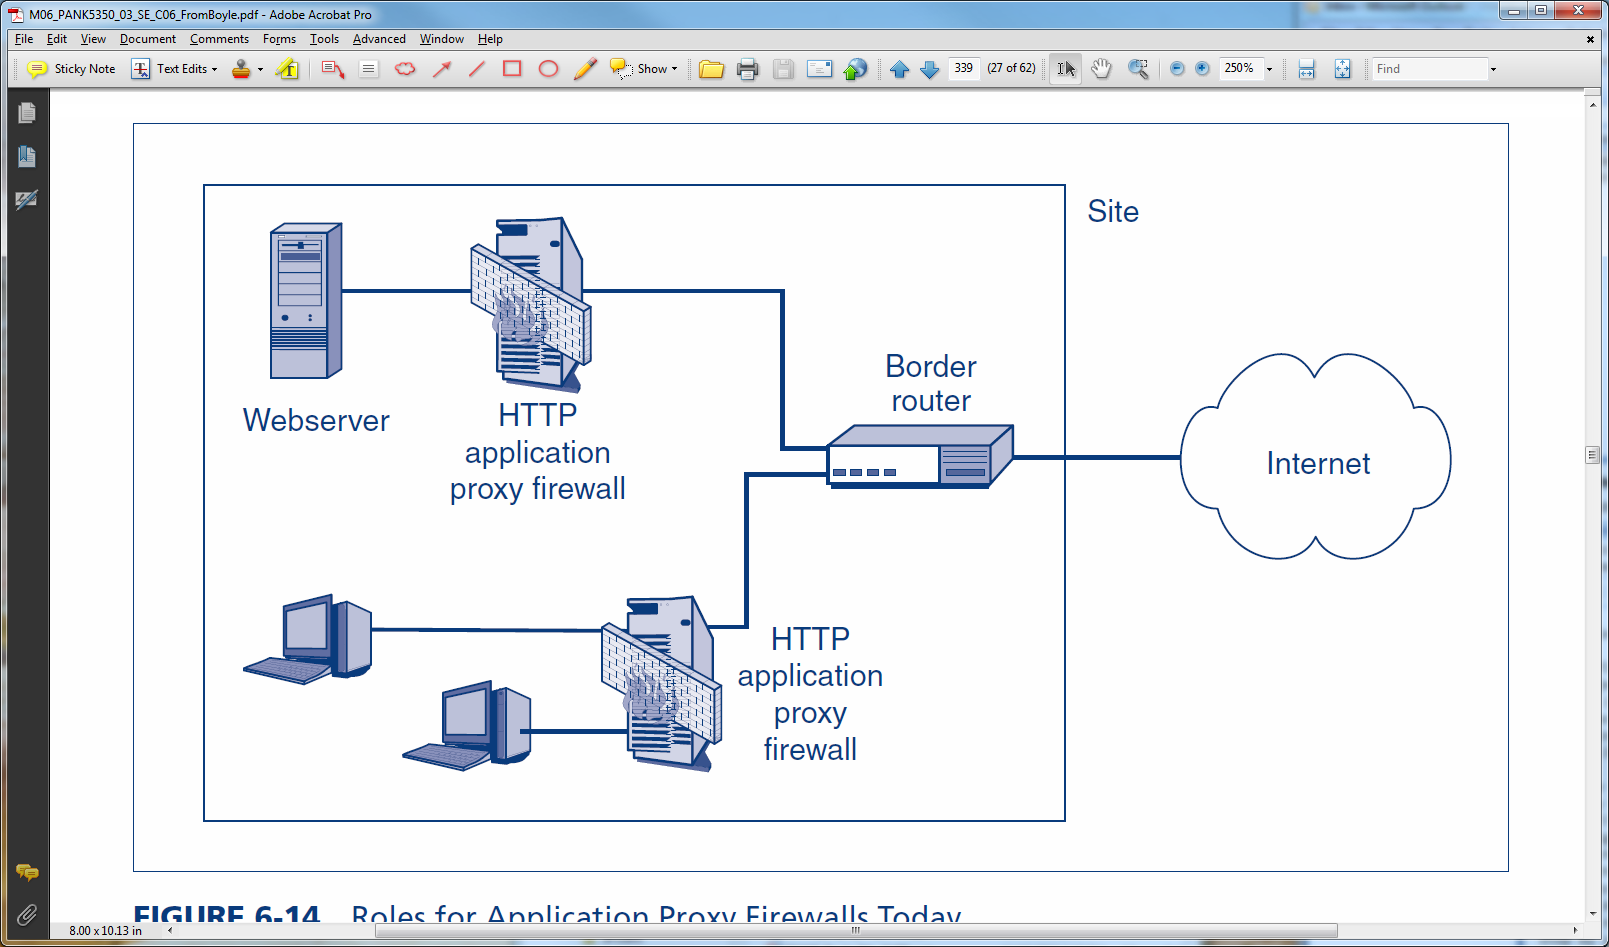 M06_PANK5350_03_SE_C06_FromBoyle.pdf - Adobe Acrobat Pro
File Edit View Document Comments Forms Tools Advanced Window Help
Sticky Note Text Edits Show 339 (27 of 62) 250% Find
Site
Border
router
Webserver
HTTP
application
proxy firewall
Internet
HTTP
application
proxy
firewall
FIGURE 6-14 Roles for Application Proxy Firewalls Today
8.00 x 10.13 in